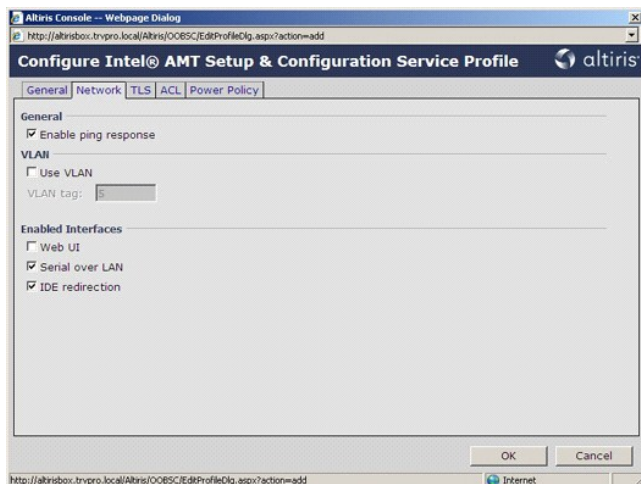 Altiris Console -- Webpage Dialog
http://altirisbox.trvpro.local/Altiris/OOBSC/EditProfileDlg.aspx?action=add
Configure Intel® AMT Setup & Configuration Service Profile
altiris
General Network TLS ACL Power Policy
General
Enable ping response
VLAN
Use VLAN
VLAN tag: 5
Enabled Interfaces
Web UI
Serial over LAN
IDE redirection
OK Cancel
http://altirisbox.trvpro.local/Altiris/OOBSC/EditProfileDlg.aspx?action=add Internet